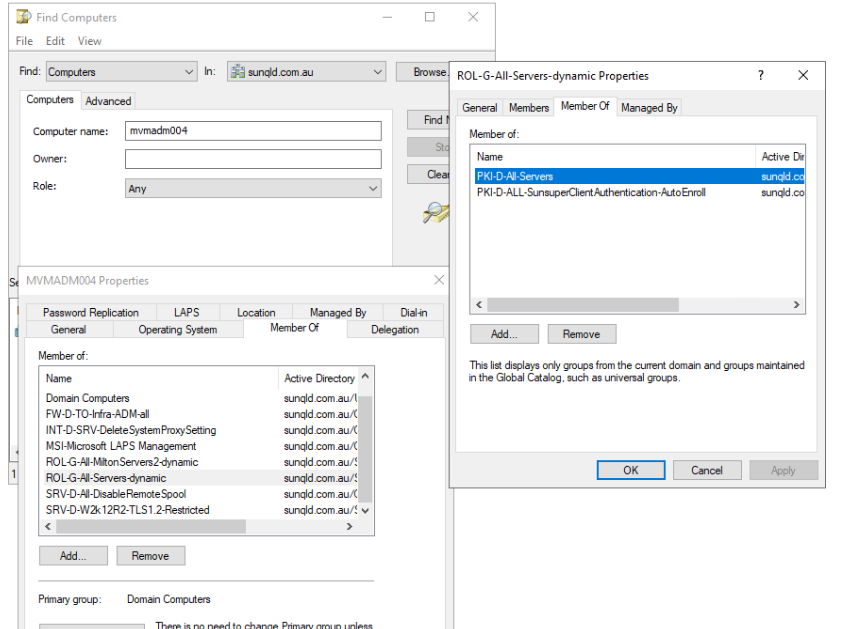 Find Computers
File Edit View
Find: Computers In: sunqld.com.au Browse
Computers Advanced
Computer name: mvmadm004
Owner:
Role: Any
Find
Clear
MVMADM004 Properties
Password Replication LAPS Location Managed By Dial-in
General Operating System Member Of Delegation
Member of:
Name Active Directory
Domain Computers sunqld.com.au/
FW-D-TO-Infra-ADM-all sunqld.com.au/
INT-D-SRV-DeleteSystemProxySetting sunqld.com.au/
MSI-Microsoft LAPS Management sunqld.com.au/
ROL-G-All-MiltonServers2-dynamic sunqld.com.au/
ROL-G-All-Servers-dynamic sunqld.com.au/
SRV-D-All-DisableRemoteSpool sunqld.com.au/
SRV-D-W2k12R2-TLS1.2-Restricted sunqld.com.au/
Add... Remove
Primary group: Domain Computers
There is no need to change Primary group unless
ROL-G-All-Servers-dynamic Properties ?
General Members Member Of Managed By
Member of:
Name Active Dir
PKI-D-All-Servers sunqld.co
PKI-D-ALL-SunsuperClientAuthentication-AutoEnroll sunqld.co
Add... Remove
This list displays only groups from the current domain and groups maintained
in the Global Catalog, such as universal groups.
OK Cancel Apply